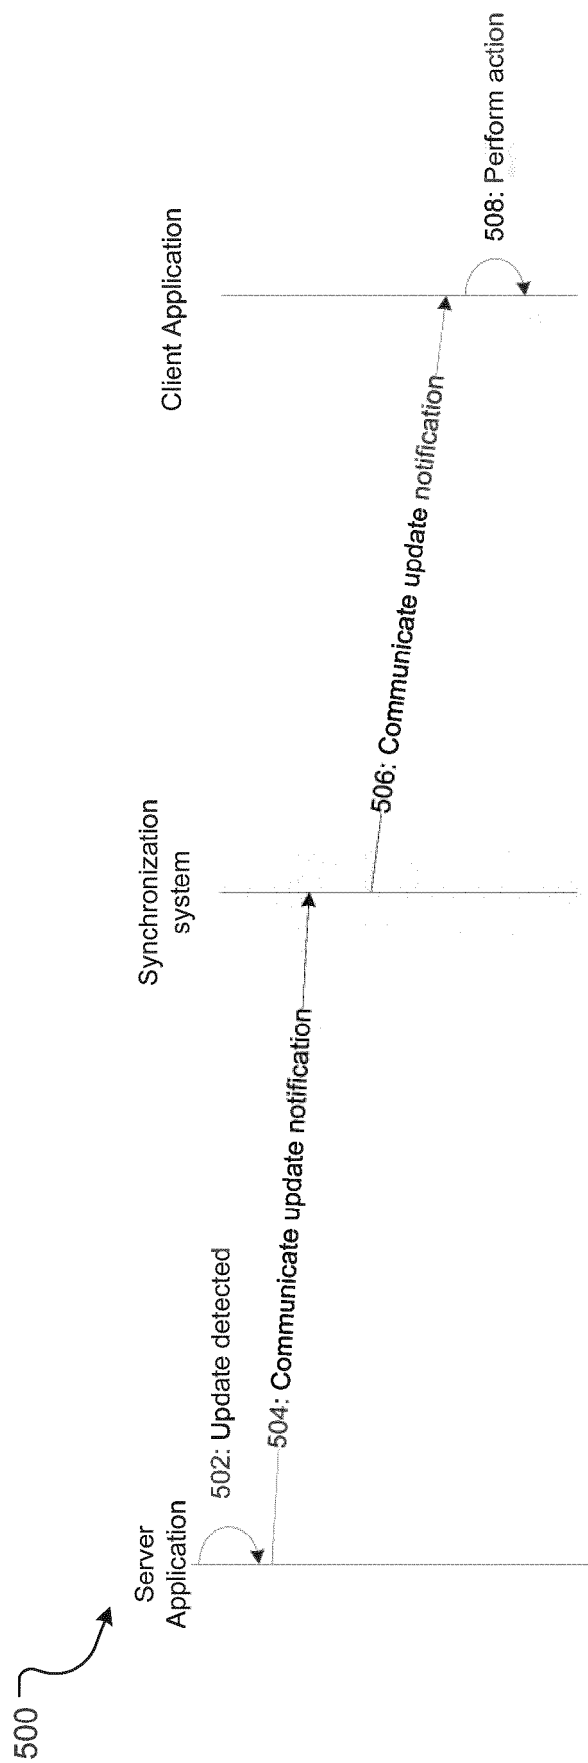 500
Server
Application
Synchronization
system
Client Application
502: Update detected
504: Communicate update notification
506: Communicate update notification
508: Perform action